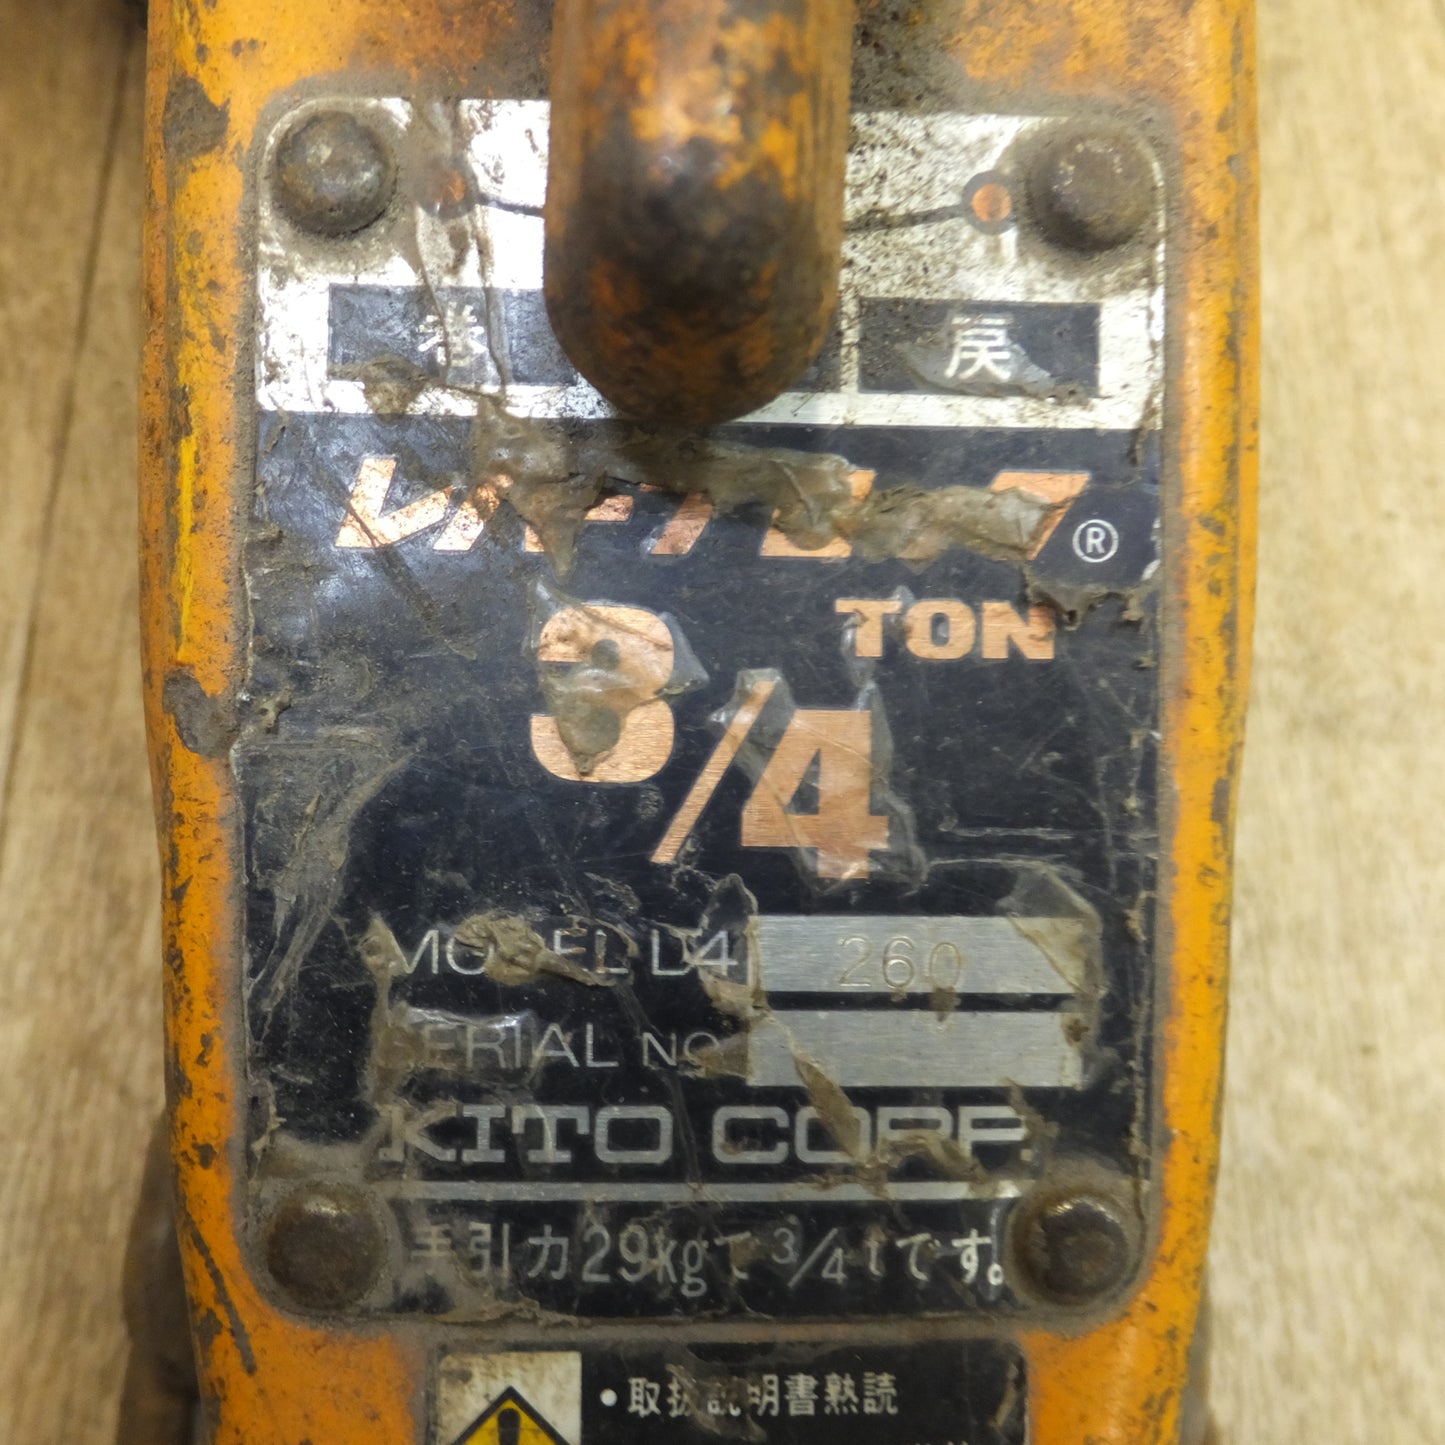 巻 戻
レバーブロック®
TON
3/4
MODEL L4 260
SERIAL NO
KITO CORP.
手引力29kgで3/4tです。
•取扱説明書熟読